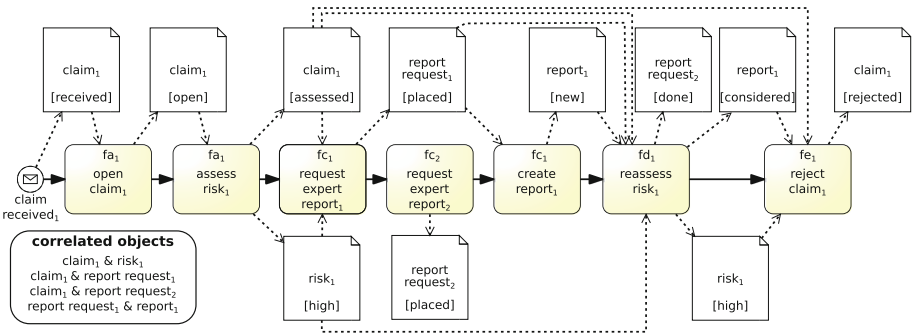 claim₁
[received]
claim₁
[open]
claim₁
[assessed]
report
request₁
[placed]
report₁
[new]
report
request₂
[done]
report₁
[considered]
claim₁
[rejected]
claim
received₁
fa₁
open
claim₁
fa₁
assess
risk₁
fc₁
request
expert
report₁
fc₂
request
expert
report₂
fc₁
create
report₁
fd₁
reassess
risk₁
fe₁
reject
claim₁
correlated objects
claim₁ & risk₁
claim₁ & report request₁
claim₁ & report request₂
report request₁ & report₁
risk₁
[high]
report
request₂
[placed]
risk₁
[high]